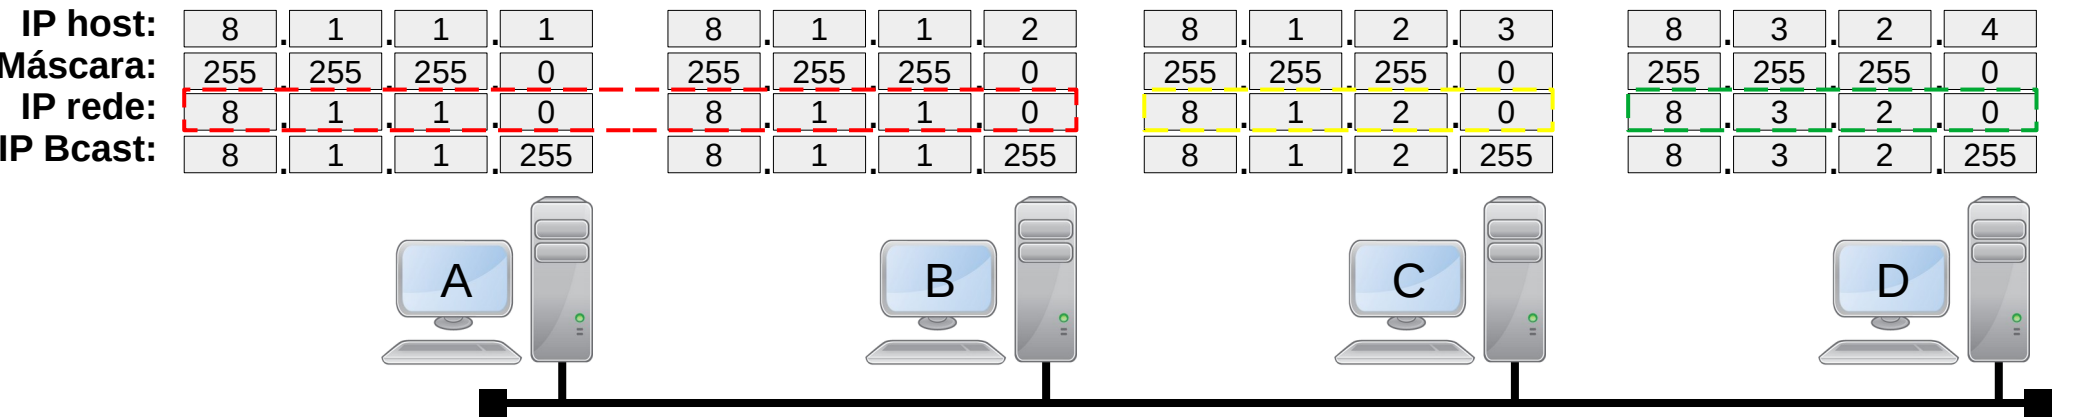 IP host: 8 . 1 . 1 . 1 8 . 1 . 1 . 2 8 . 1 . 2 . 3 8 . 3 . 2 . 4
Máscara: 255 . 255 . 255 . 0 255 . 255 . 255 . 0 255 . 255 . 255 . 0 255 . 255 . 255 . 0
IP rede: 8 . 1 . 1 . 0 8 . 1 . 1 . 0 8 . 1 . 2 . 0 8 . 3 . 2 . 0
IP Bcast: 8 . 1 . 1 . 255 8 . 1 . 1 . 255 8 . 1 . 2 . 255 8 . 3 . 2 . 255
A B C D